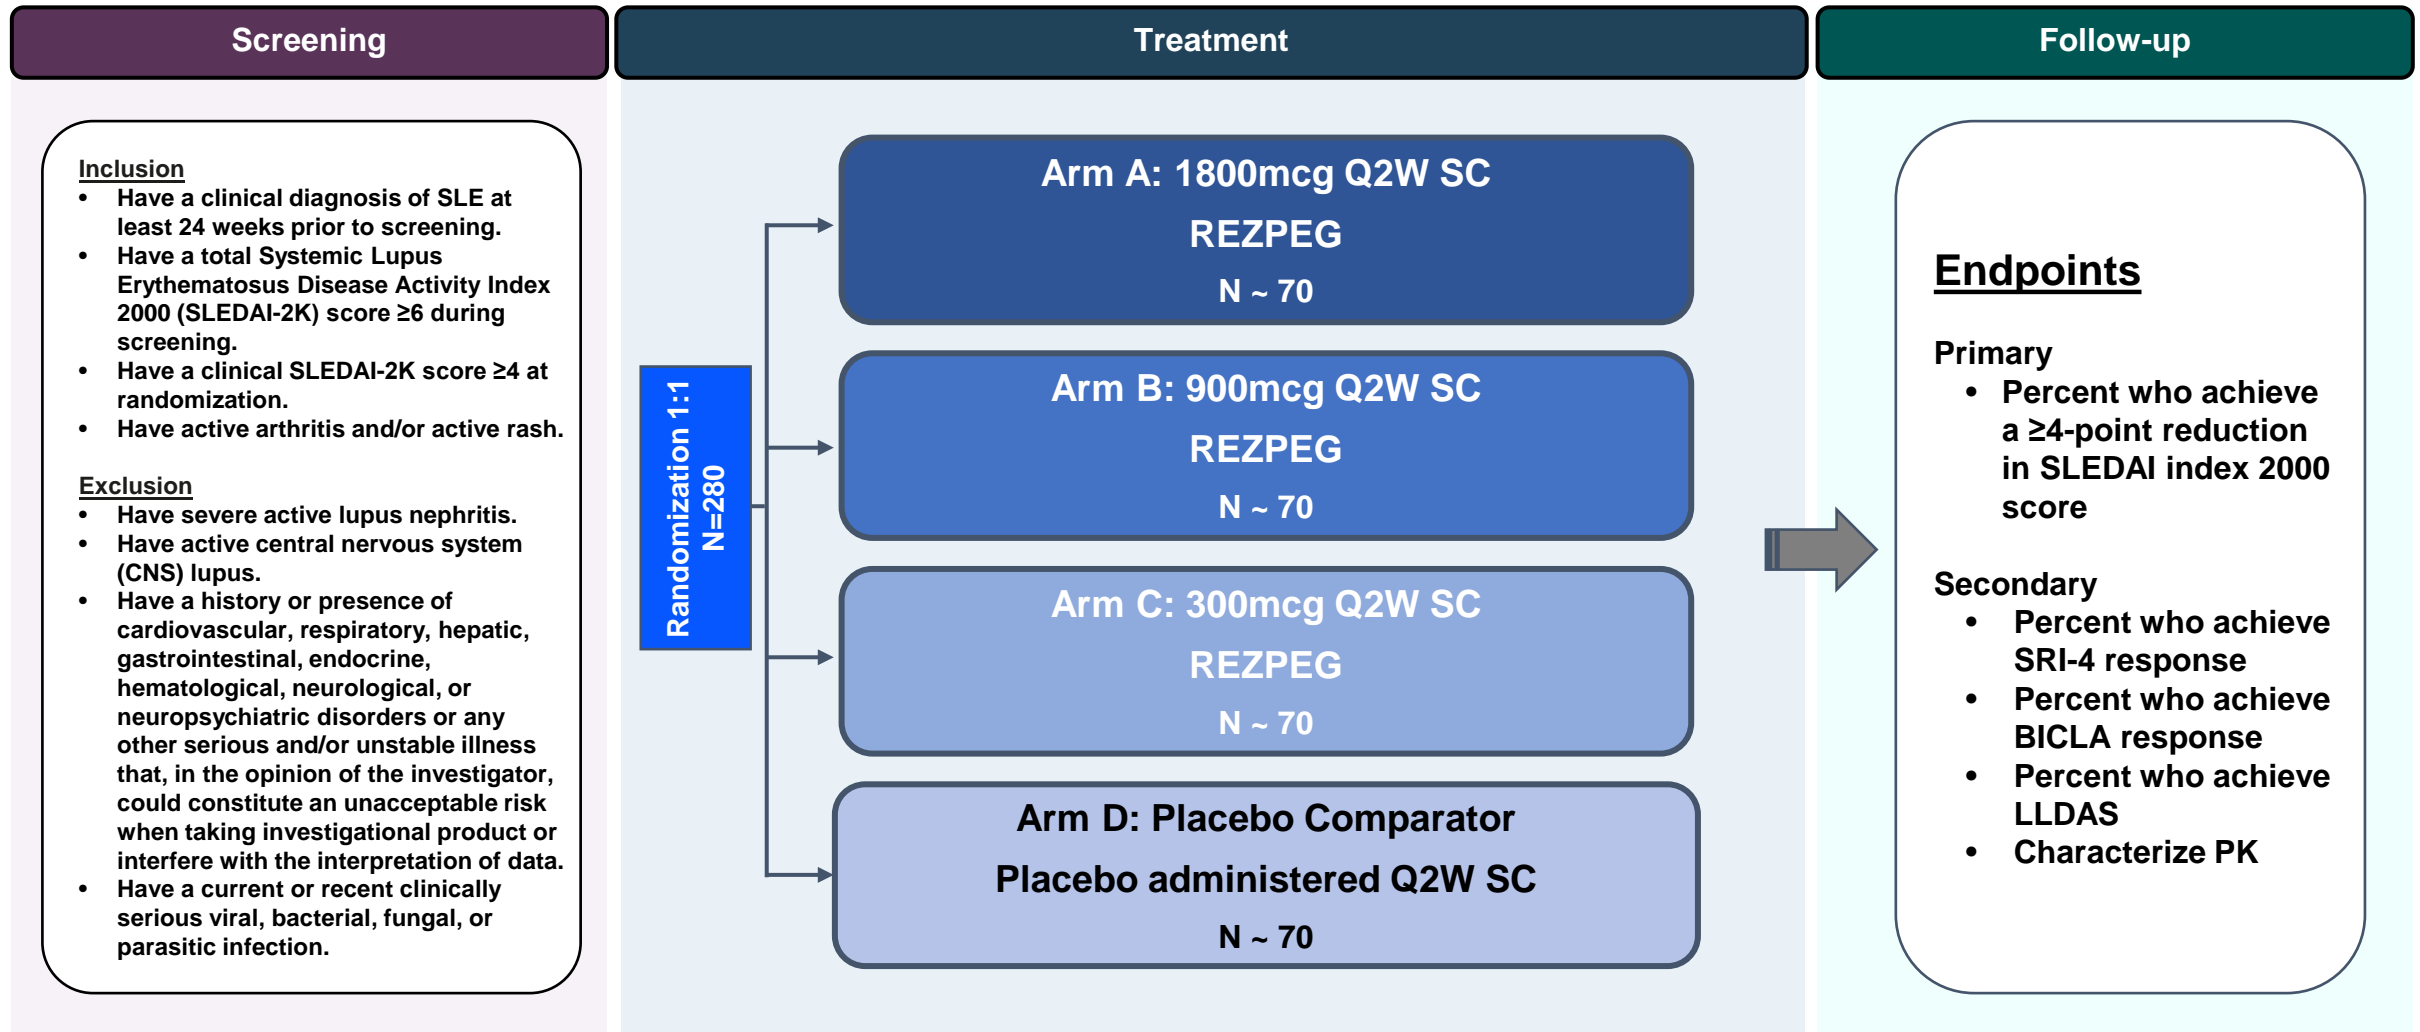 Screening
Treatment
Follow-up
Inclusion
• Have a clinical diagnosis of SLE at
least 24 weeks prior to screening.
• Have a total Systemic Lupus
Erythematosus Disease Activity Index
2000 (SLEDAI-2K) score ≥6 during
screening.
• Have a clinical SLEDAI-2K score ≥4 at
randomization.
• Have active arthritis and/or active rash.
Exclusion
• Have severe active lupus nephritis.
• Have active central nervous system
(CNS) lupus.
• Have a history or presence of
cardiovascular, respiratory, hepatic,
gastrointestinal, endocrine,
hematological, neurological, or
neuropsychiatric disorders or any
other serious and/or unstable illness
that, in the opinion of the investigator,
could constitute an unacceptable risk
when taking investigational product or
interfere with the interpretation of data.
• Have a current or recent clinically
serious viral, bacterial, fungal, or
parasitic infection.
Randomization 1:1
N=280
Arm A: 1800mcg Q2W SC
REZPEG
N ~ 70
Arm B: 900mcg Q2W SC
REZPEG
N ~ 70
Arm C: 300mcg Q2W SC
REZPEG
N ~ 70
Arm D: Placebo Comparator
Placebo administered Q2W SC
N ~ 70
Endpoints
Primary
• Percent who achieve
a ≥4-point reduction
in SLEDAI index 2000
score
Secondary
• Percent who achieve
SRI-4 response
• Percent who achieve
BICLA response
• Percent who achieve
LLDAS
• Characterize PK